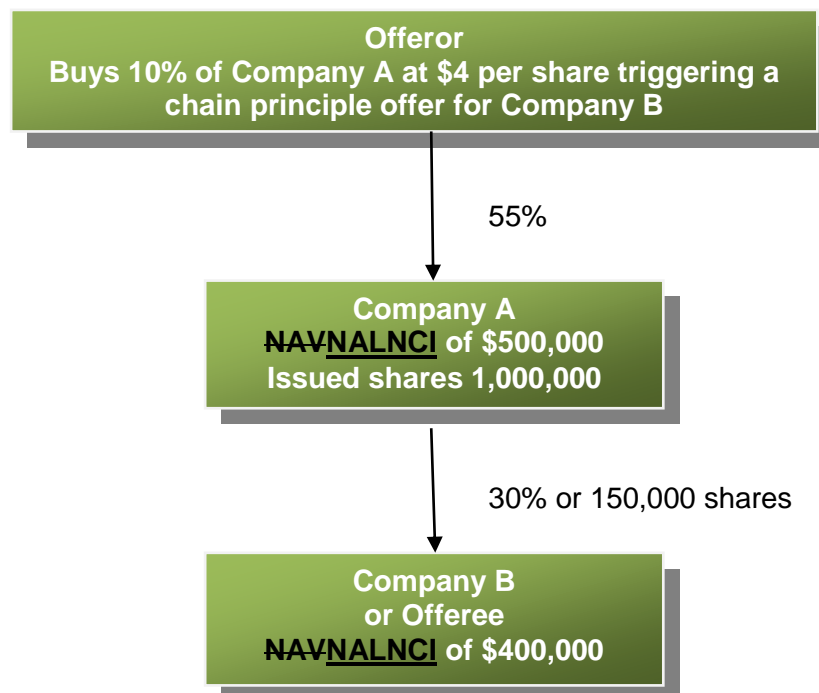 Offeror
Buys 10% of Company A at $4 per share triggering a
chain principle offer for Company B
55%
Company A
NAVNALNCI of $500,000
Issued shares 1,000,000
30% or 150,000 shares
Company B
or Offeree
NAVNALNCI of $400,000